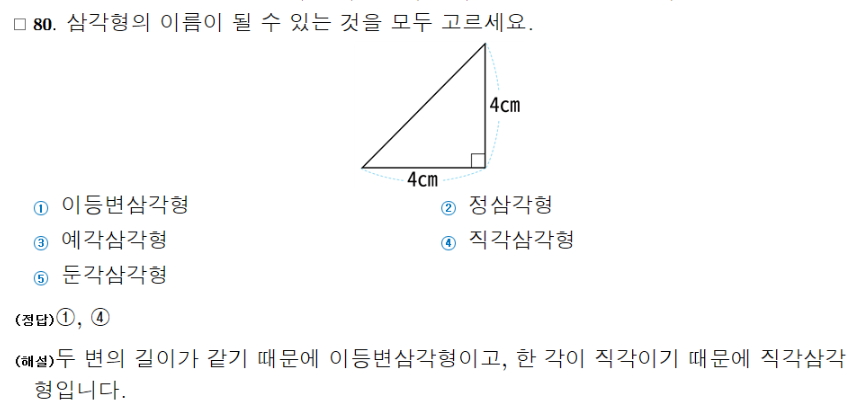 □ 80. 삼각형의 이름이 될 수 있는 것을 모두 고르세요.
4cm
4cm
① 이등변삼각형 ② 정삼각형
③ 예각삼각형 ④ 직각삼각형
⑤ 둔각삼각형
(정답)①, ④
(해설)두 변의 길이가 같기 때문에 이등변삼각형이고, 한 각이 직각이기 때문에 직각삼각
형입니다.